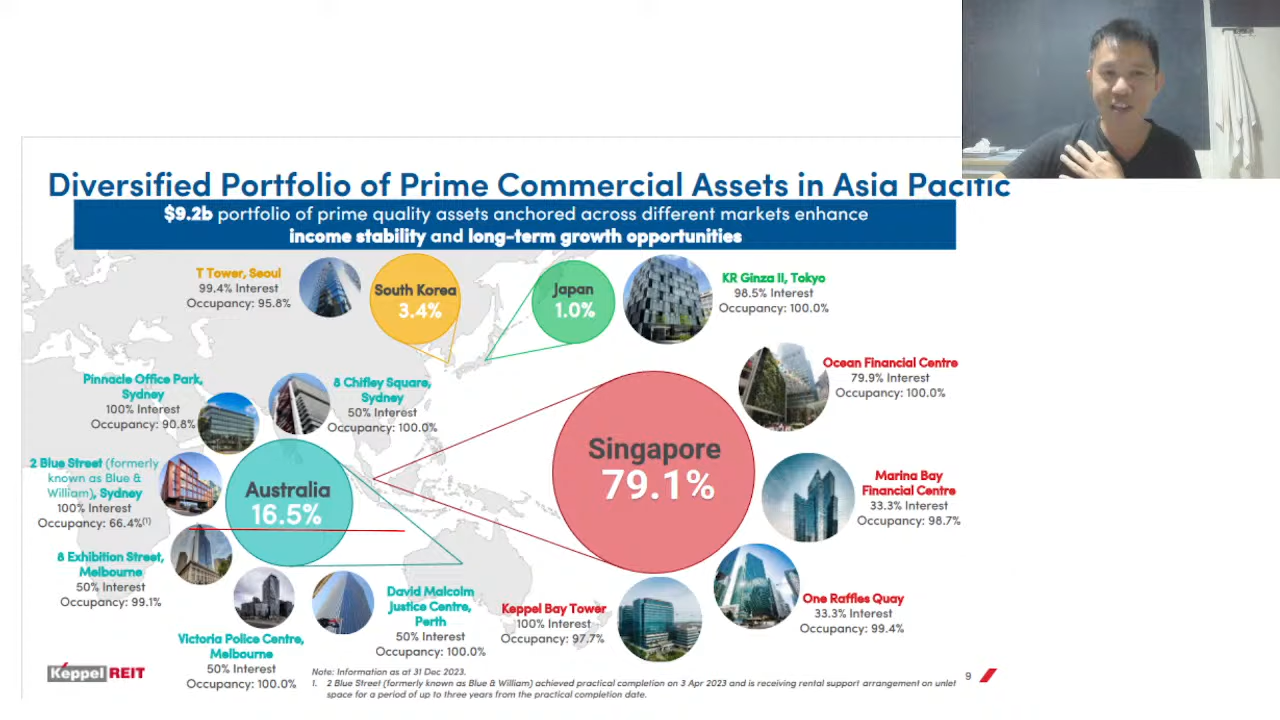 Diversified Portfolio of Prime Commercial Assets in Asia Pacific
$9.2b portfolio of prime quality assets anchored across different markets enhance
income stability and long-term growth opportunities
T Tower, Seoul
99.4% Interest
Occupancy: 95.8%
South Korea
3.4%
Japan
1.0%
KR Ginza II, Tokyo
98.5% Interest
Occupancy: 100.0%
Ocean Financial Centre
79.9% Interest
Occupancy: 100.0%
Pinnacle Office Park,
Sydney
100% Interest
Occupancy: 90.8%
8 Chifley Square,
Sydney
50% Interest
Occupancy: 100.0%
Singapore
79.1%
2 Blue Street (formerly
known as Blue &
William), Sydney
100% Interest
Occupancy: 66.4%(1)
Australia
16.5%
Marina Bay
Financial Centre
33.3% Interest
Occupancy: 98.7%
8 Exhibition Street,
Melbourne
50% Interest
Occupancy: 99.1%
Victoria Police Centre,
Melbourne
50% Interest
Occupancy: 100.0%
David Malcolm
Justice Centre,
Perth
50% Interest
Occupancy: 100.0%
Keppel Bay Tower
100% Interest
Occupancy: 97.7%
One Raffles Quay
33.3% Interest
Occupancy: 99.4%
Keppel REIT
Note: Information as at 31 Dec 2023.
1. 2 Blue Street (formerly known as Blue & William) achieved practical completion on 3 Apr 2023 and is receiving rental support arrangement on unlet
space for a period of up to three years from the practical completion date.
9